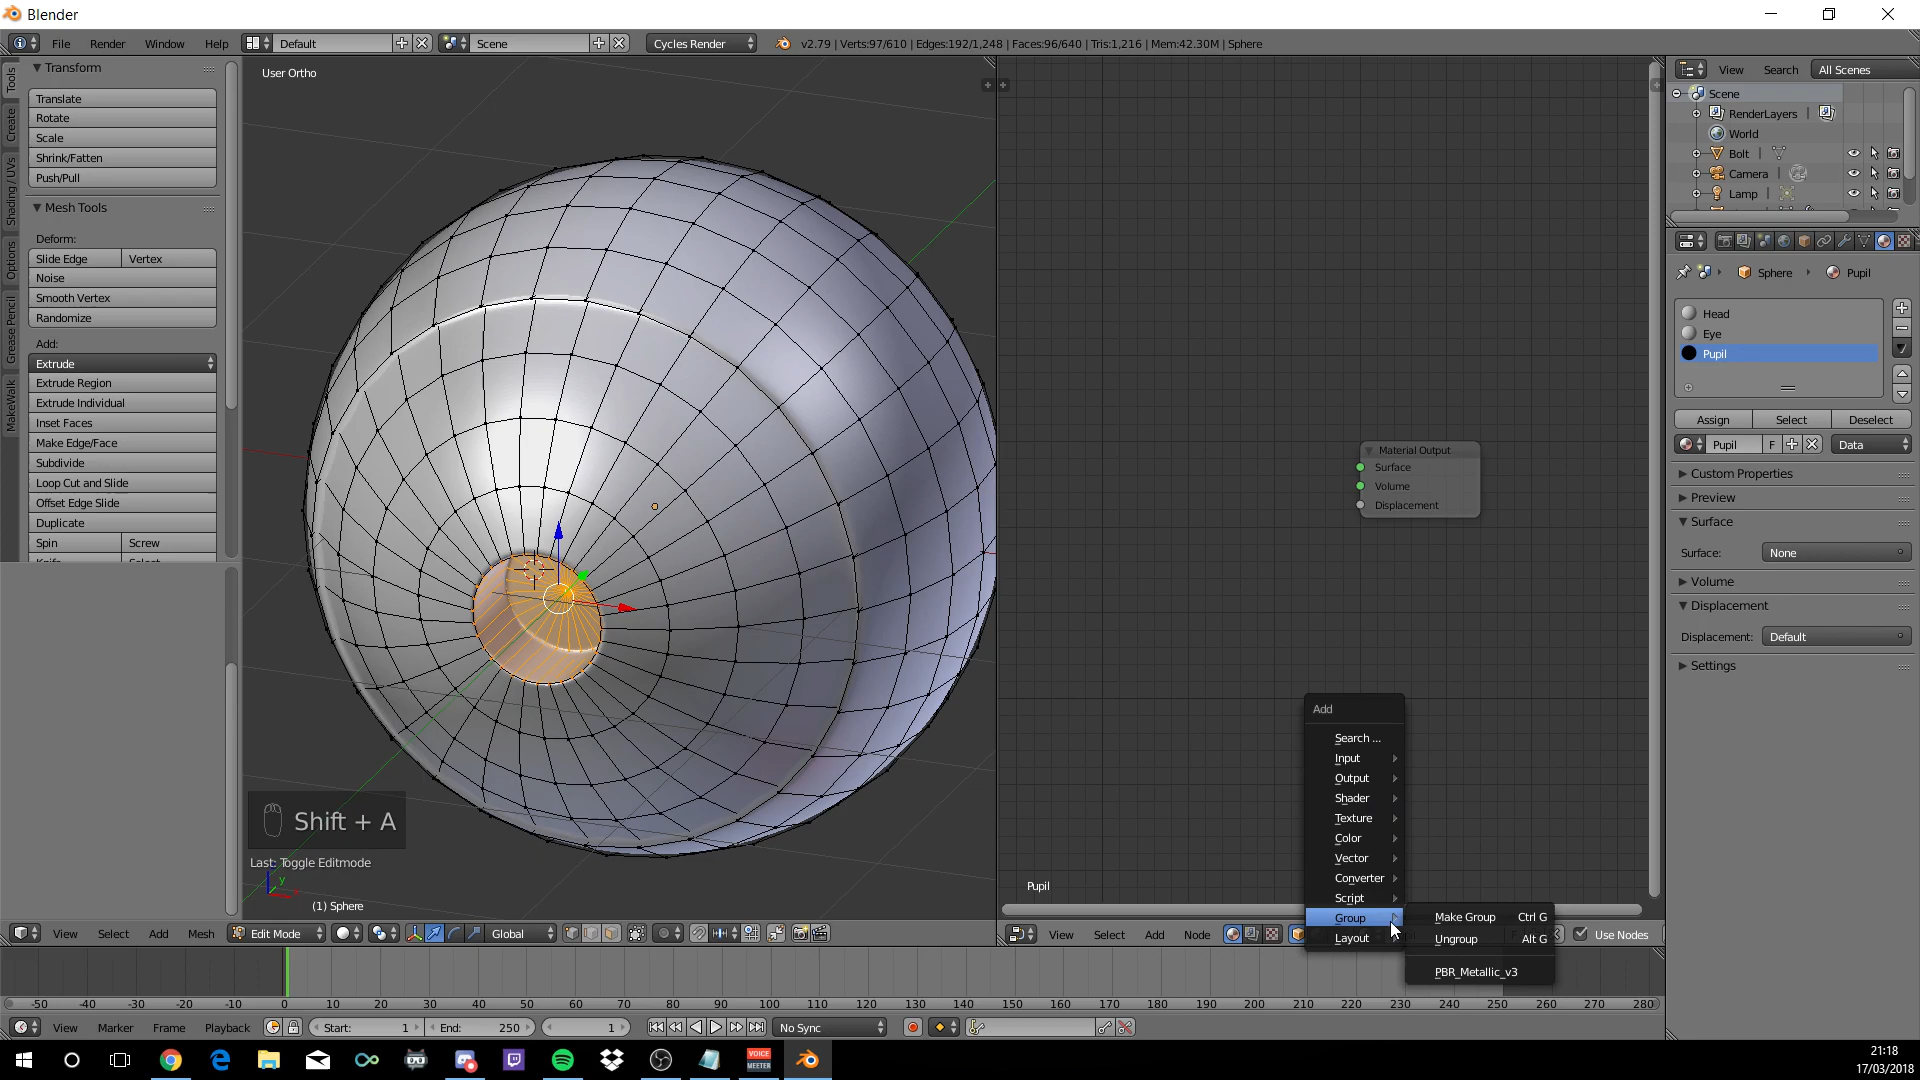 Blender
File Render Window Help Default Scene Cycles Render v2.79 | Verts:97/610 | Edges:192/1,248 | Faces:96/640 | Tris:1,216 | Mem:42.30M | Sphere
Tools
Create
Shading / UVs
Options
Grease Pencil
MakeWalk
Transform
Translate
Rotate
Scale
Shrink/Fatten
Push/Pull
Mesh Tools
Deform:
Slide Edge Vertex
Noise
Smooth Vertex
Randomize
Add:
Extrude
Extrude Region
Extrude Individual
Inset Faces
Make Edge/Face
Subdivide
Loop Cut and Slide
Offset Edge Slide
Duplicate
Spin Screw
User Ortho
Shift + A
Last: Toggle Editmode
y
(1) Sphere
View Select Add Mesh Edit Mode Global
Material Output
Surface
Volume
Displacement
Pupil
Add
Search ...
Input
Output
Shader
Texture
Color
Vector
Converter
Script
Group
Layout
Make Group Ctrl G
Ungroup Alt G
PBR_Metallic_v3
View Select Add Node Use Nodes
View Search All Scenes
Scene
RenderLayers |
World
Bolt |
Camera |
Lamp |
Sphere Pupil
Head
Eye
Pupil
Assign Select Deselect
Pupil F Data
Custom Properties
Preview
Surface
Surface: None
Volume
Displacement
Displacement: Default
Settings
-50 -40 -30 -20 -10 0 10 20 30 40 50 60 70 80 90 100 110 120 130 140 150 160 170 180 190 200 210 220 230 240 250 260 270 280
View Marker Frame Playback Start: 1 End: 250 1 No Sync
VOICE
MEETER
21:18
17/03/2018